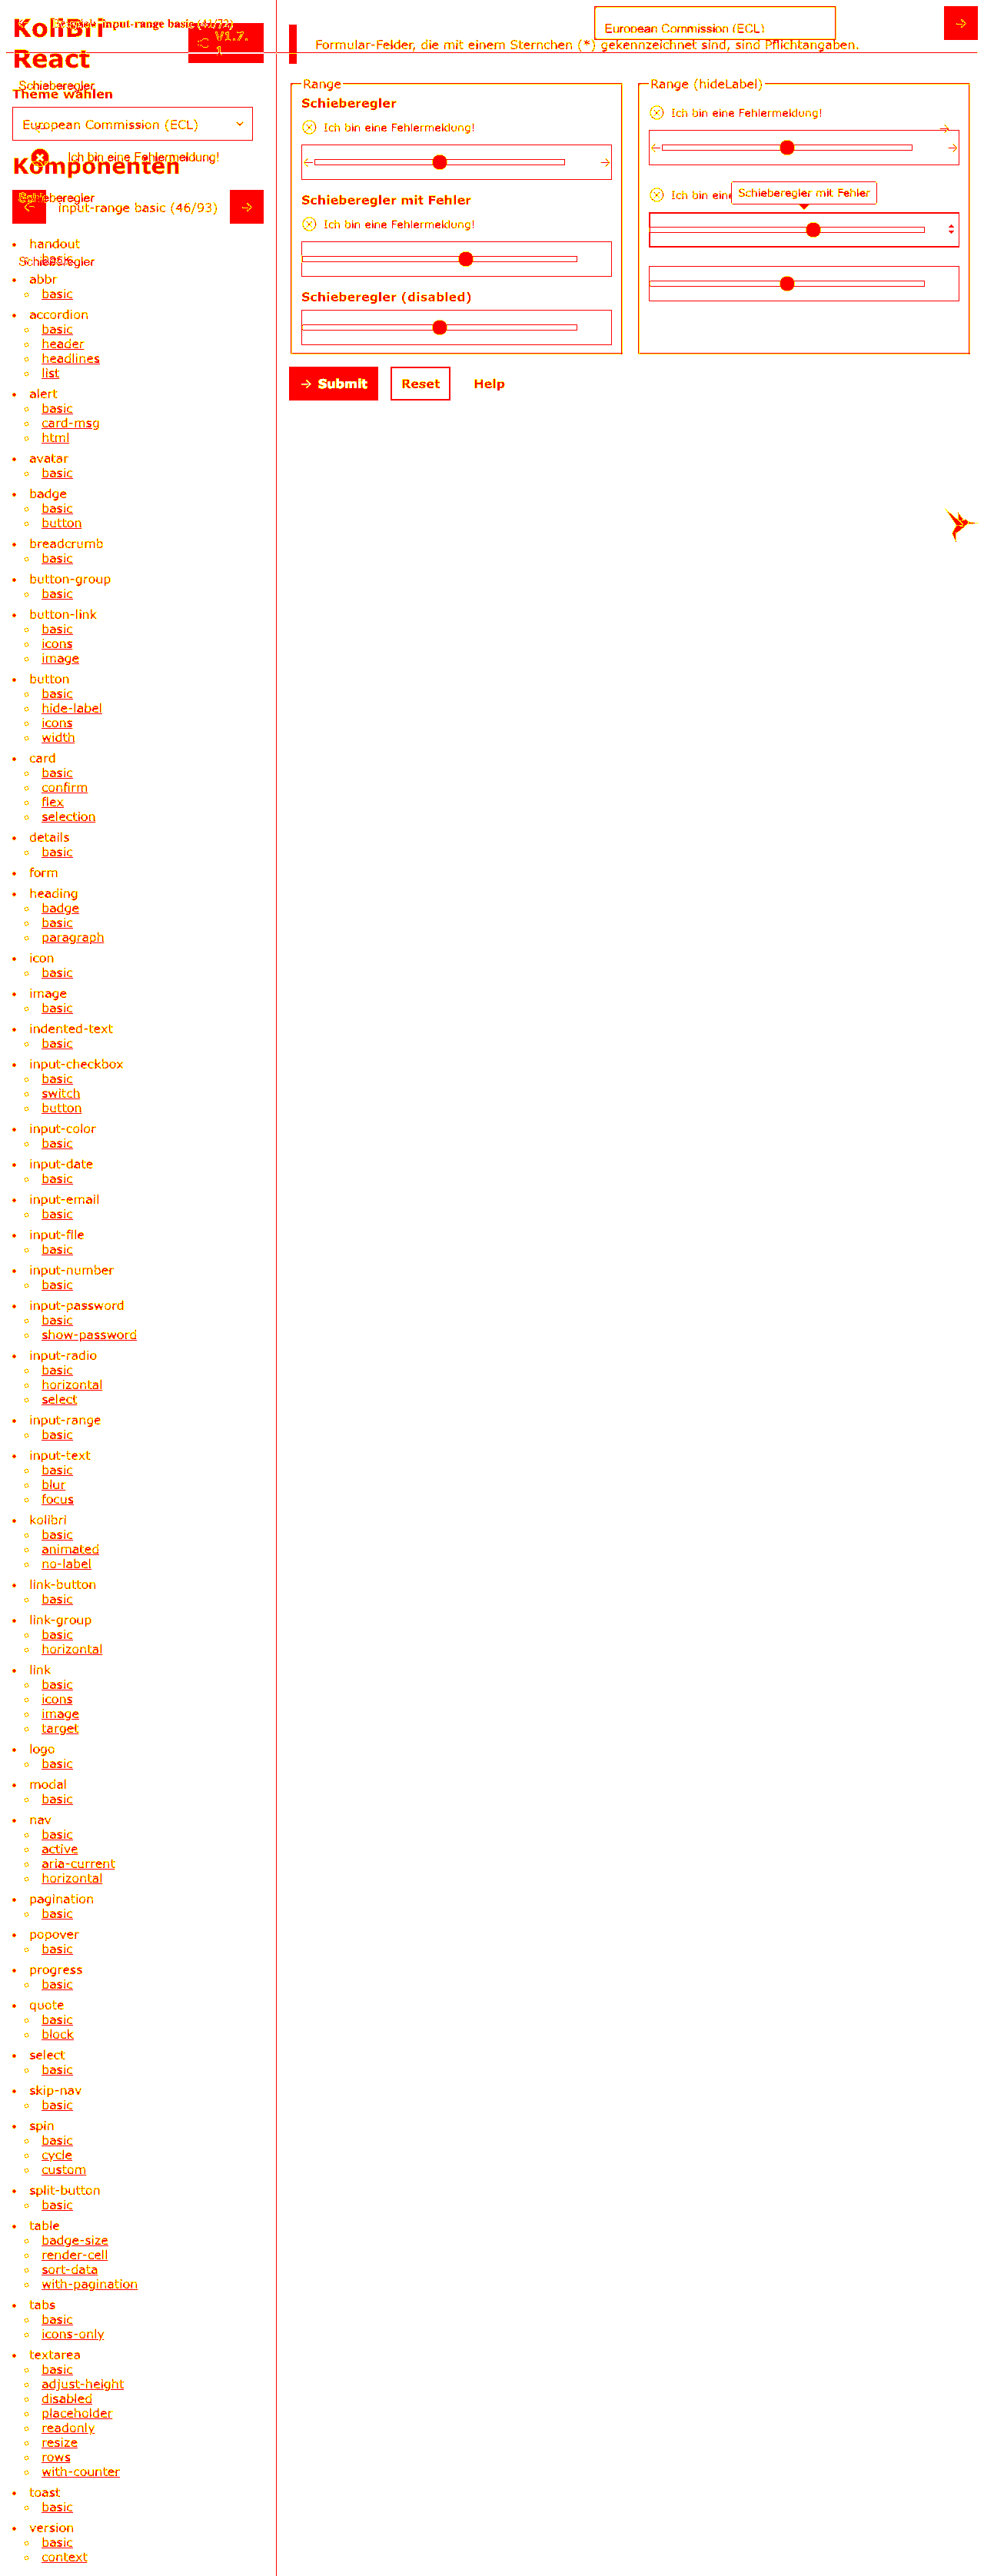 KoliBri
React
V1.7.
1
input-range basic (41/72)
European Commission (ECL)
Schieberegler
Theme wählen
European Commission (ECL)
Ich bin eine Fehlermeldung!
Komponenten
Schieberegler
input-range basic (46/93)
handout
basic
Schieberegler
abbr
basic
accordion
basic
header
headlines
list
alert
basic
card-msg
html
avatar
basic
badge
basic
button
breadcrumb
basic
button-group
basic
button-link
basic
icons
image
button
basic
hide-label
icons
width
card
basic
confirm
flex
selection
details
basic
form
heading
badge
basic
paragraph
icon
basic
image
basic
indented-text
basic
input-checkbox
basic
switch
button
input-color
basic
input-date
basic
input-email
basic
input-file
basic
input-number
basic
input-password
basic
show-password
input-radio
basic
horizontal
select
input-range
basic
input-text
basic
blur
focus
kolibri
basic
animated
no-label
link-button
basic
link-group
basic
horizontal
link
basic
icons
image
target
logo
basic
modal
basic
nav
basic
active
aria-current
horizontal
pagination
basic
popover
basic
progress
basic
quote
basic
block
select
basic
skip-nav
basic
spin
basic
cycle
custom
split-button
basic
table
badge-size
render-cell
sort-data
with-pagination
tabs
basic
icons-only
textarea
basic
adjust-height
disabled
placeholder
readonly
resize
rows
with-counter
toast
basic
version
basic
context
Formular-Felder, die mit einem Sternchen (*) gekennzeichnet sind, sind Pflichtangaben.
Range
Schieberegler
Ich bin eine Fehlermeldung!
Schieberegler mit Fehler
Ich bin eine Fehlermeldung!
Schieberegler (disabled)
Range (hideLabel)
Ich bin eine Fehlermeldung!
Ich bin eine
Schieberegler mit Fehler
Submit
Reset
Help